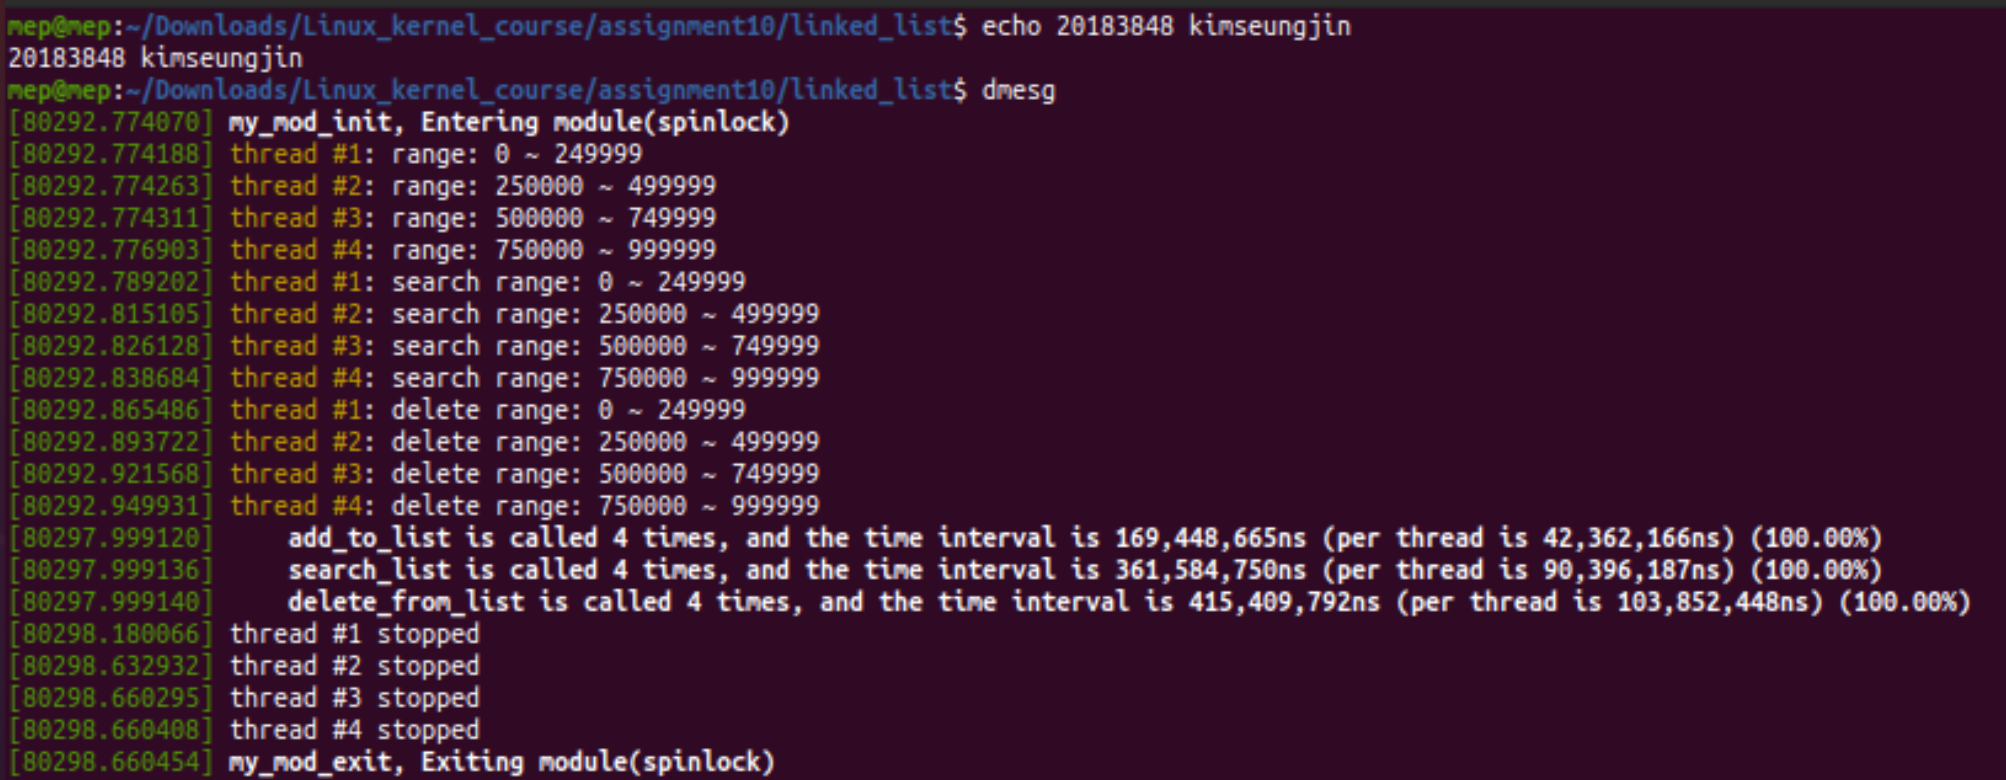 mep@mep:~/Downloads/Linux_kernel_course/assignment10/linked_list$ echo 20183848 kimseungjin
20183848 kimseungjin
mep@mep:~/Downloads/Linux_kernel_course/assignment10/linked_list$ dmesg
[80292.774070] my_mod_init, Entering module(spinlock)
[80292.774188] thread #1: range: 0 ~ 249999
[80292.774263] thread #2: range: 250000 ~ 499999
[80292.774311] thread #3: range: 500000 ~ 749999
[80292.776903] thread #4: range: 750000 ~ 999999
[80292.789202] thread #1: search range: 0 ~ 249999
[80292.815105] thread #2: search range: 250000 ~ 499999
[80292.826128] thread #3: search range: 500000 ~ 749999
[80292.838684] thread #4: search range: 750000 ~ 999999
[80292.865486] thread #1: delete range: 0 ~ 249999
[80292.893722] thread #2: delete range: 250000 ~ 499999
[80292.921568] thread #3: delete range: 500000 ~ 749999
[80292.949931] thread #4: delete range: 750000 ~ 999999
[80297.999120]     add_to_list is called 4 times, and the time interval is 169,448,665ns (per thread is 42,362,166ns) (100.00%)
[80297.999136]     search_list is called 4 times, and the time interval is 361,584,750ns (per thread is 90,396,187ns) (100.00%)
[80297.999140]     delete_from_list is called 4 times, and the time interval is 415,409,792ns (per thread is 103,852,448ns) (100.00%)
[80298.180066] thread #1 stopped
[80298.632932] thread #2 stopped
[80298.660295] thread #3 stopped
[80298.660408] thread #4 stopped
[80298.660454] my_mod_exit, Exiting module(spinlock)